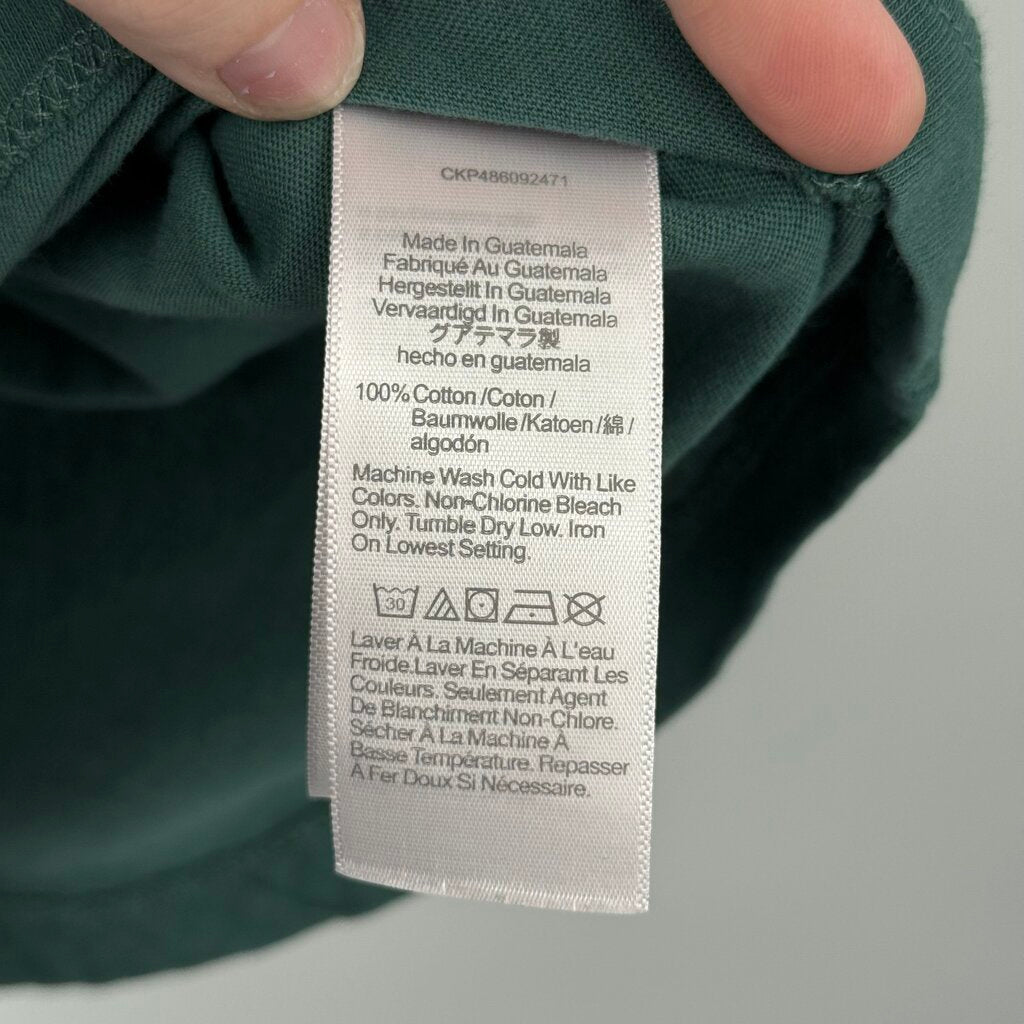 CKP486092471
Made In Guatemala
Fabriqué Au Guatemala
Hergestellt In Guatemala
Vervaardigd In Guatemala
グアテマラ製
hecho en guatemala
100% Cotton /Coton /
Baumwolle /Katoen /綿 /
algodón
Machine Wash Cold With Like
Colors. Non-Chlorine Bleach
Only. Tumble Dry Low. Iron
On Lowest Setting.
30
Laver À La Machine À L'eau
Froide.Laver En Séparant Les
Couleurs. Seulement Agent
De Blanchiment Non-Chlore.
Sécher À La Machine À
Basse Température. Repasser
À Fer Doux Si Nécessaire.